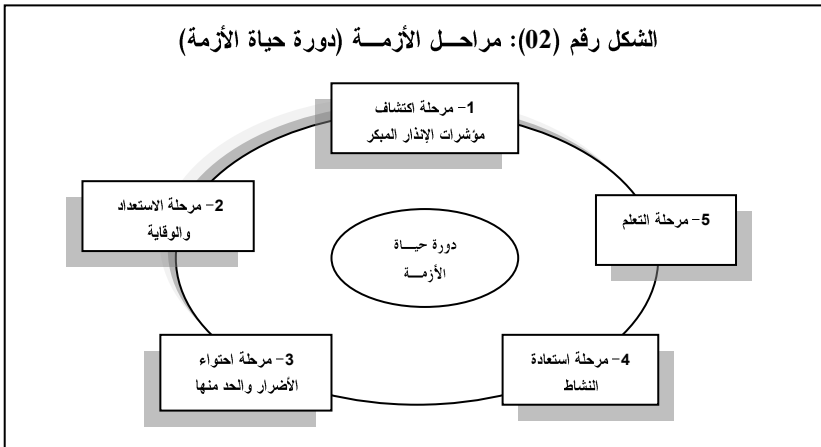 الشكل رقم (02): مراحـــل الأزمـــة (دورة حياة الأزمة)
1- مرحلة اكتشاف
مؤشرات الإنذار المبكر
2- مرحلة الاستعداد
والوقاية
3- مرحلة احتواء
الأضرار والحد منها
4- مرحلة استعادة
النشاط
5- مرحلة التعلم
دورة حيـــاة
الأزمـــة